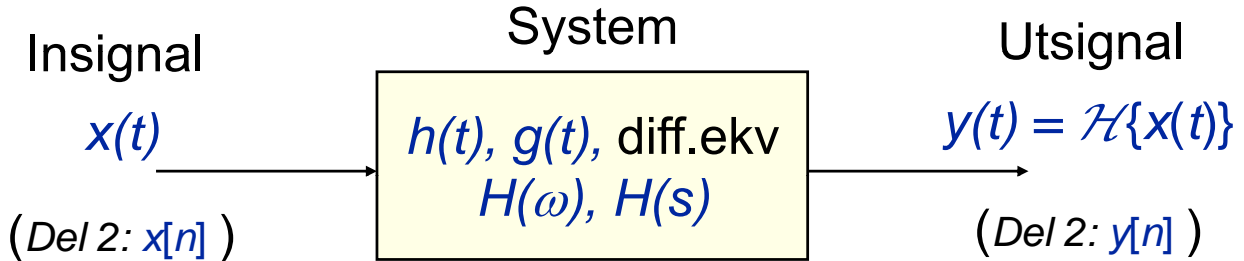 Insignal
x(t)
(Del 2: x[n] )
System
h(t), g(t), diff.ekv
H(ω), H(s)
Utsignal
y(t) = ℋ{x(t)}
(Del 2: y[n] )